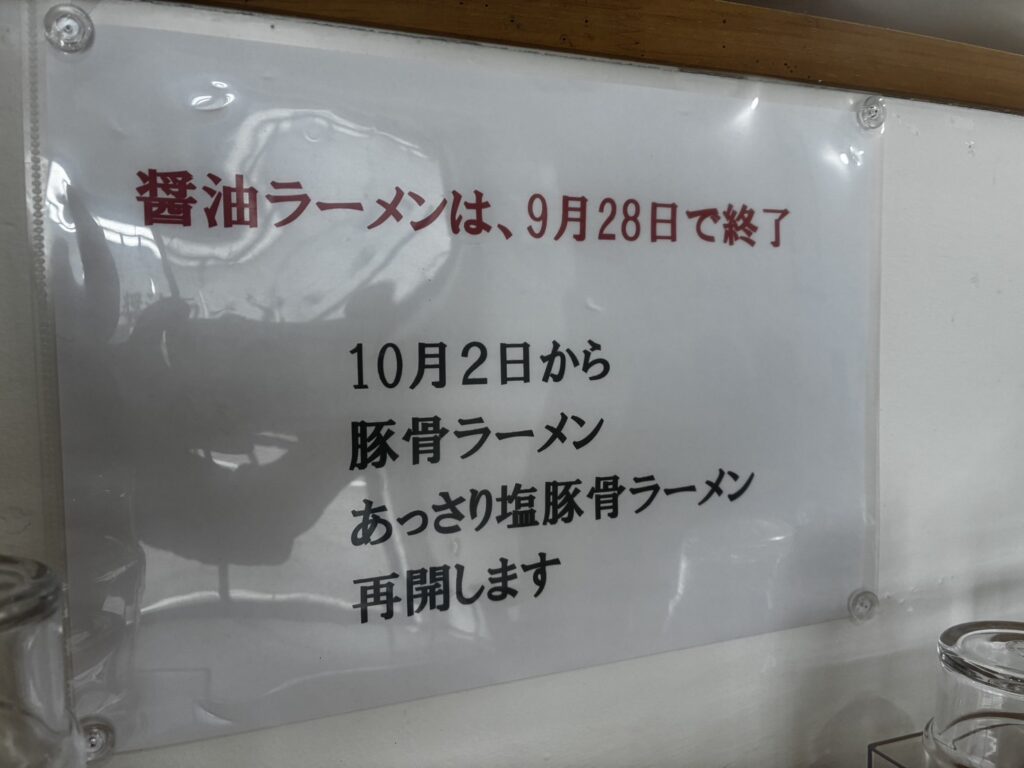 醤油ラーメンは、9月28日で終了
10月２日から
豚骨ラーメン
あっさり塩豚骨ラーメン
再開します